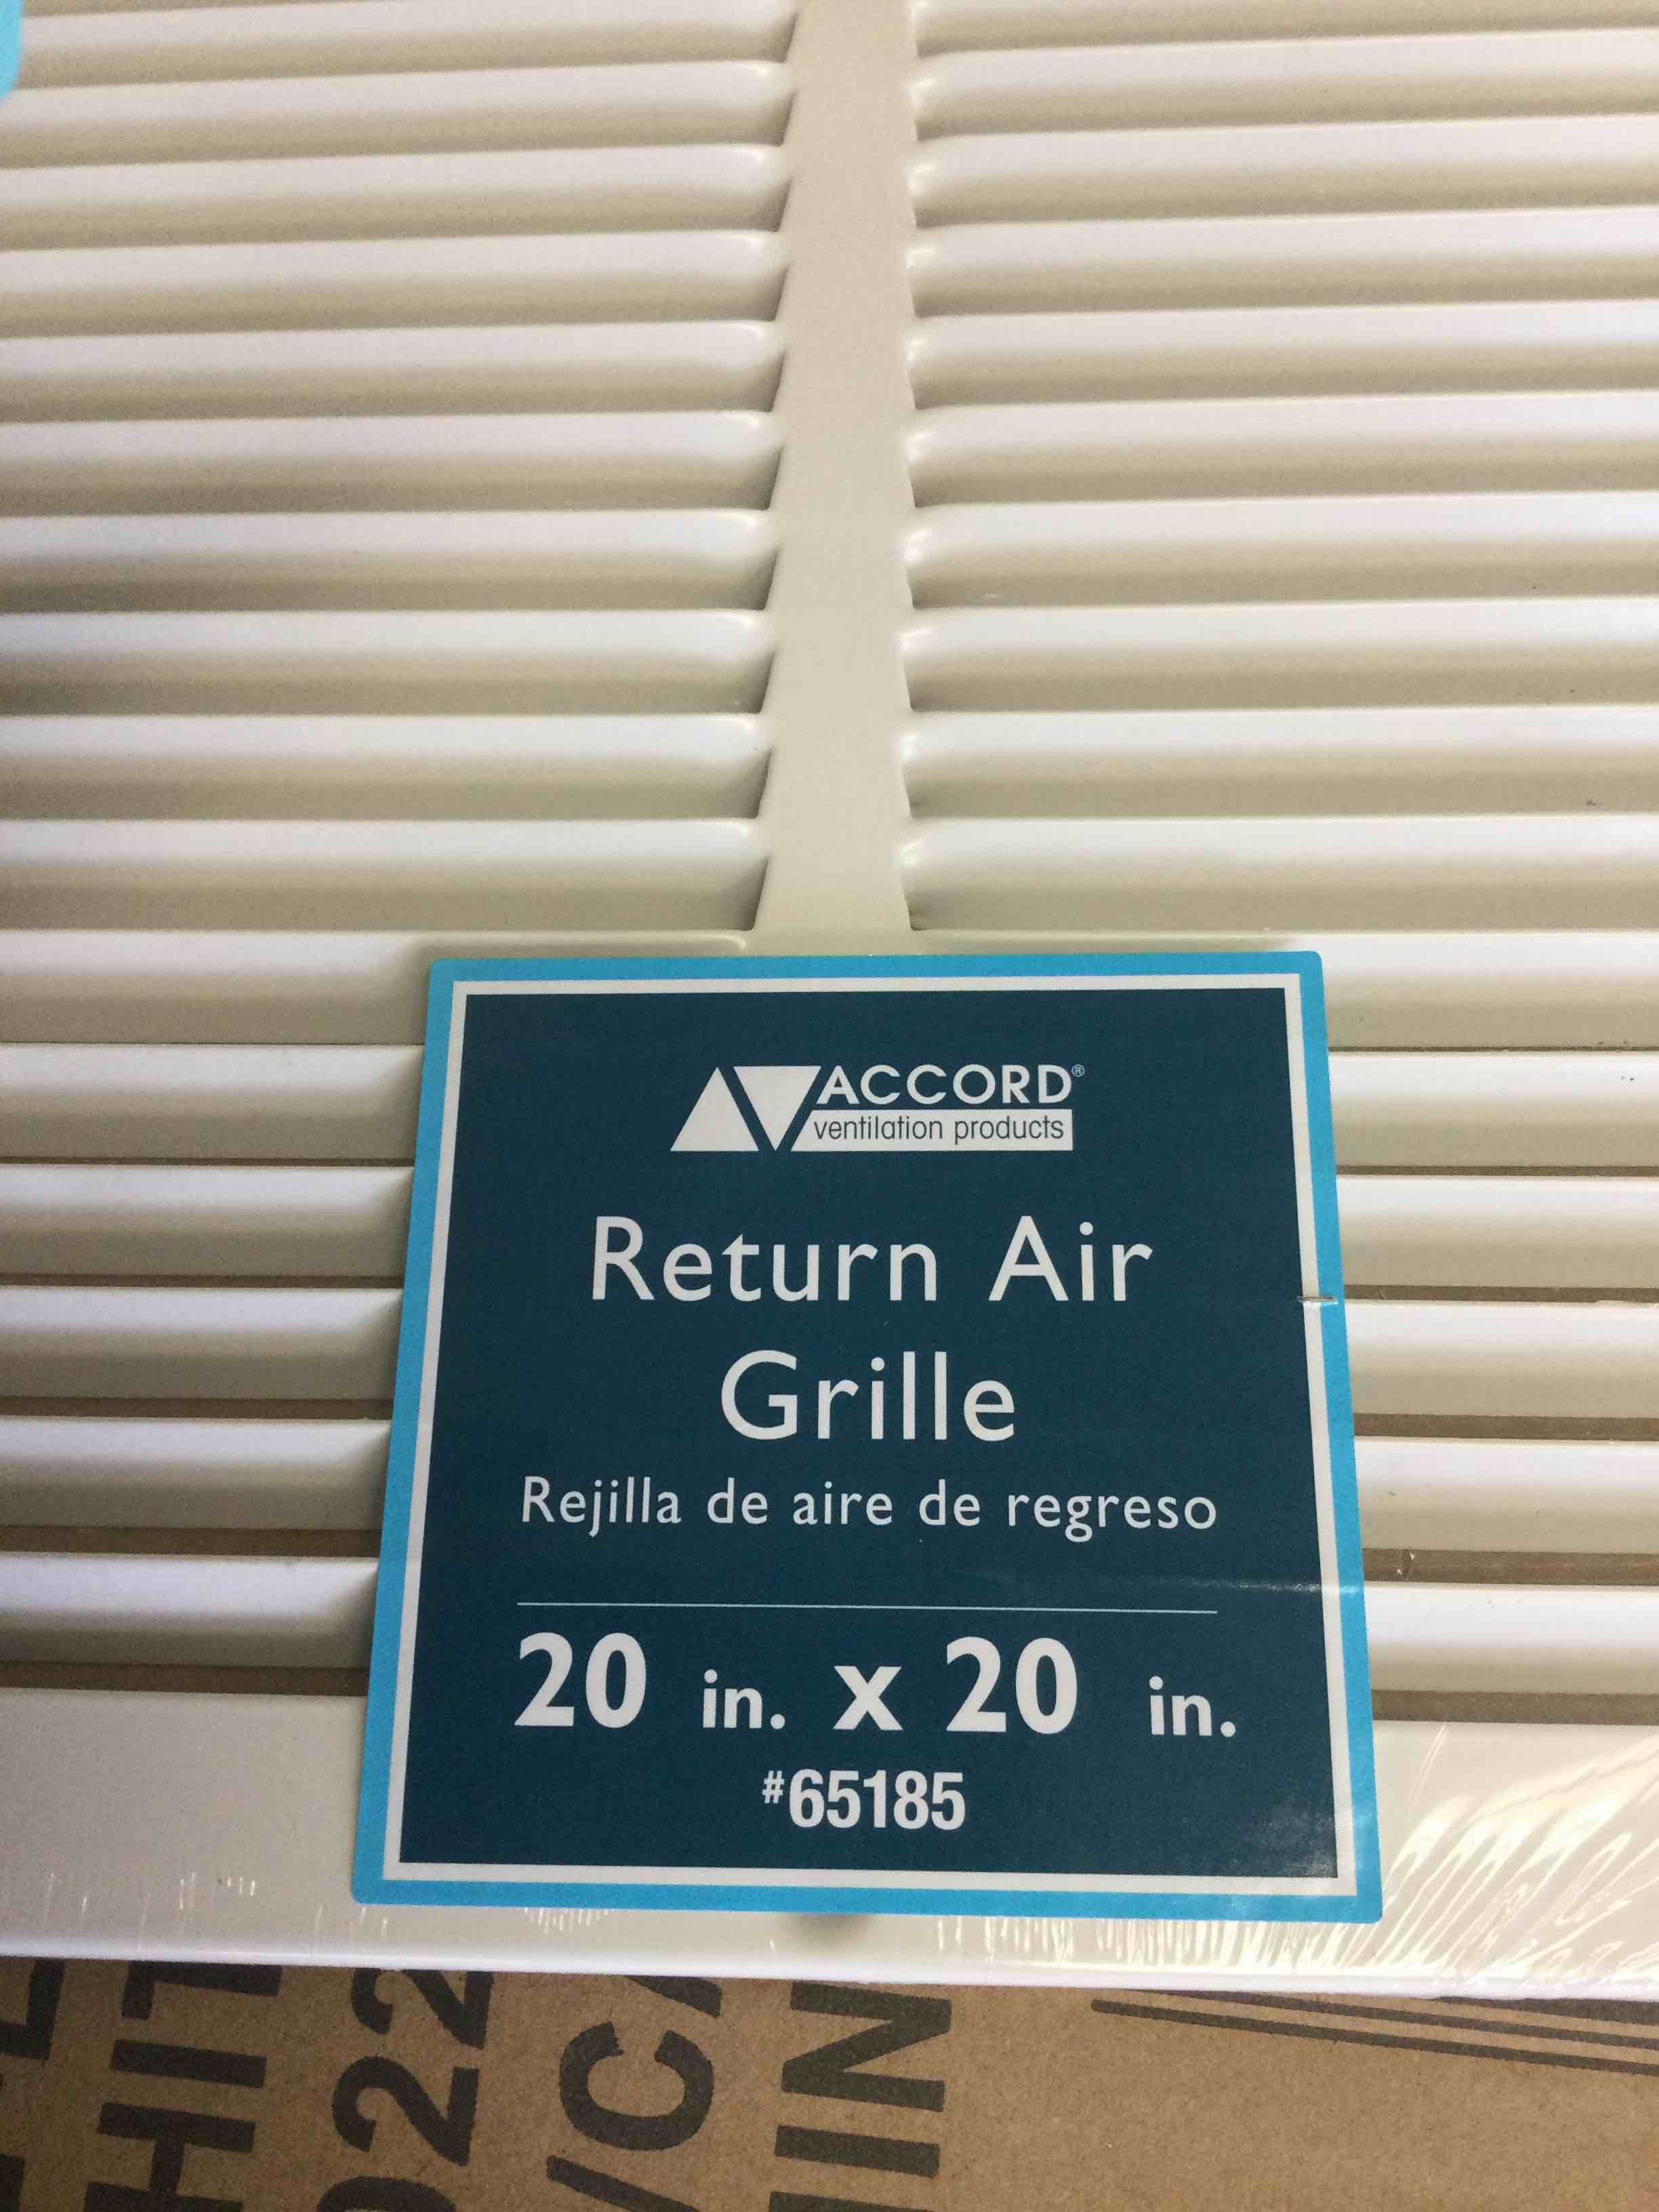 ACCORD®
ventilation products
Return Air
Grille
Rejilla de aire de regreso
20 in. x 20 in.
#65185